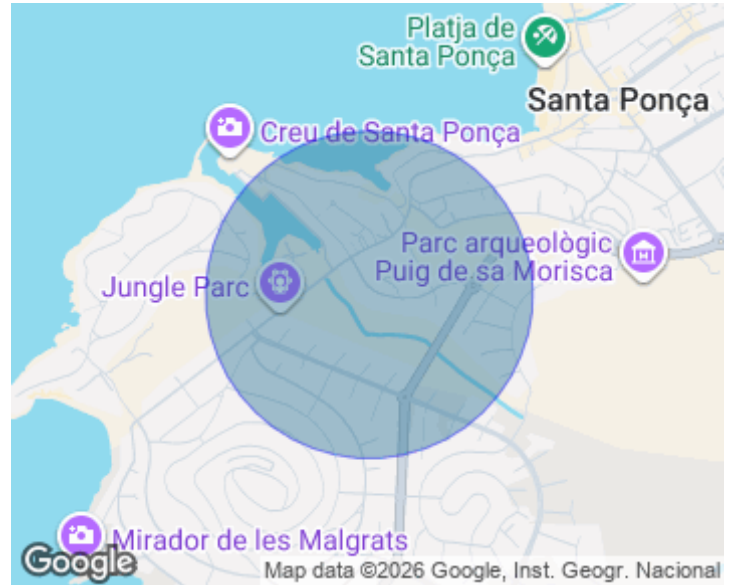 Platja de
Santa Ponça
Santa Ponça
Creu de Santa Ponça
Parc arqueològic
Puig de sa Morisca
Jungle Parc
Mirador de les Malgrats
Google
Map data ©2026 Google, Inst. Geogr. Nacional